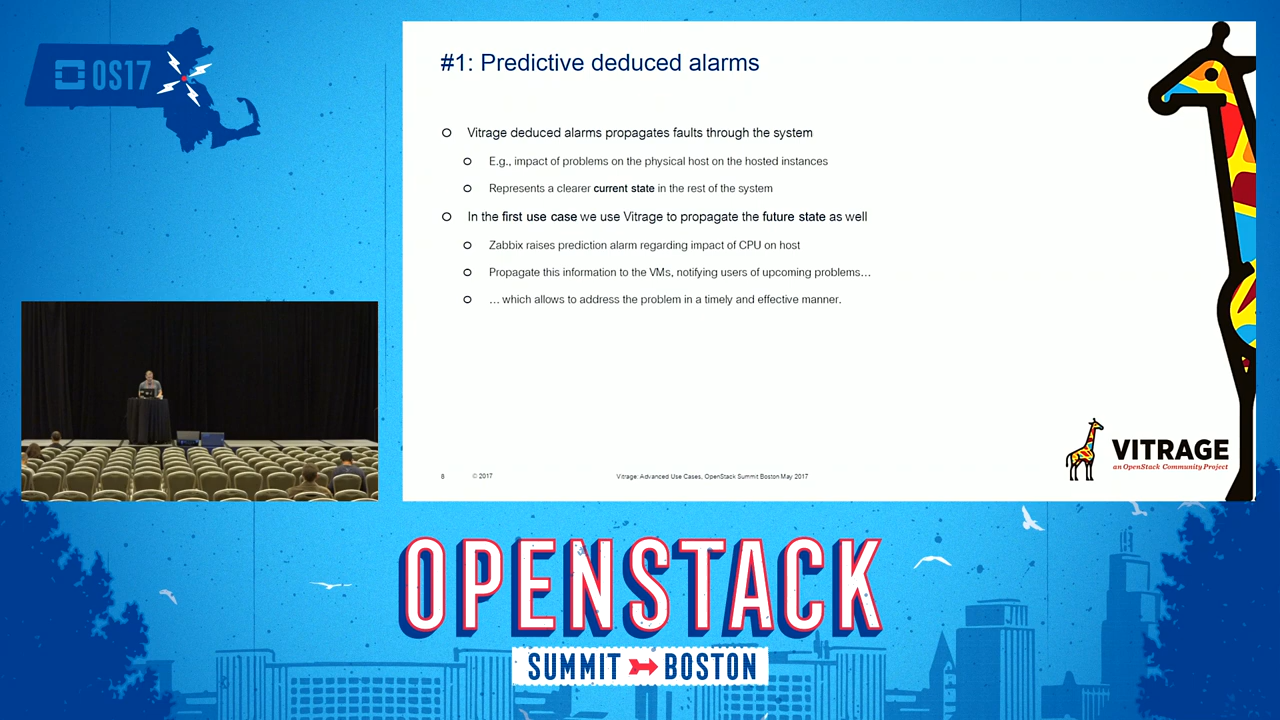 OS17
#1: Predictive deduced alarms
Vitrage deduced alarms propagates faults through the system
E.g., impact of problems on the physical host on the hosted instances
Represents a clearer current state in the rest of the system
In the first use case we use Vitrage to propagate the future state as well
Zabbix raises prediction alarm regarding impact of CPU on host
Propagate this information to the VMs, notifying users of upcoming problems…
… which allows to address the problem in a timely and effective manner.
VITRAGE
an OpenStack Community Project
8 © 2017 Vitrage: Advanced Use Cases, OpenStack Summit Boston May 2017
OPENSTACK
SUMMIT BOSTON